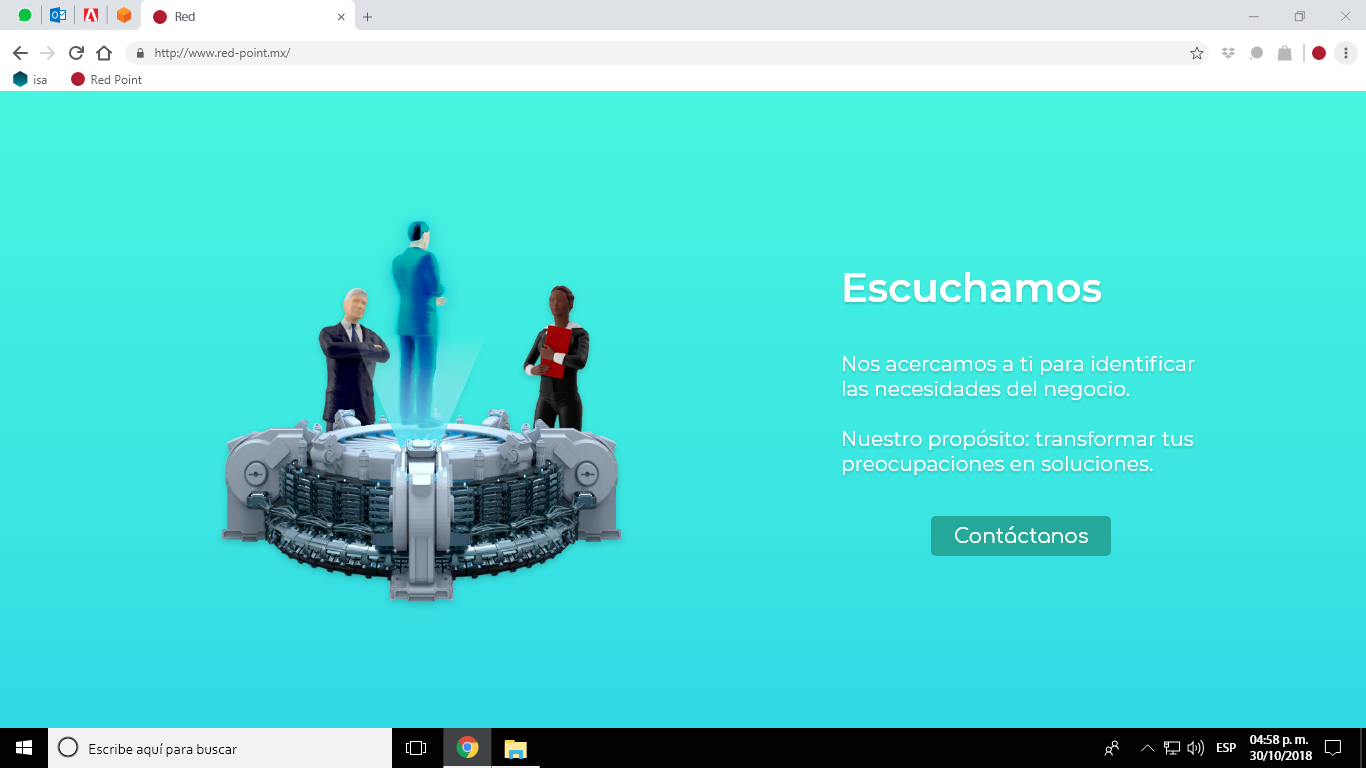 Red
http://www.red-point.mx/
isa
Red Point
Escuchamos
Nos acercamos a ti para identificar
las necesidades del negocio.
Nuestro propósito: transformar tus
preocupaciones en soluciones.
Contáctanos
Escribe aquí para buscar
ESP
04:58 p. m.
30/10/2018